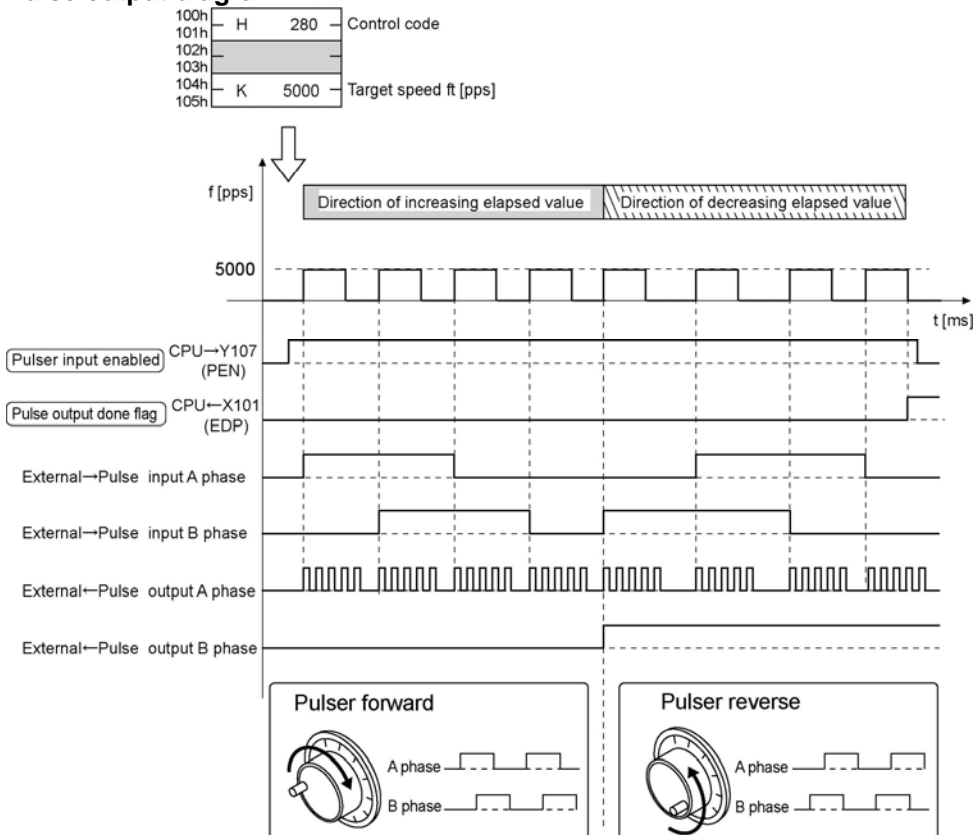 100h
101h
H 280
Control code
102h
103h
104h
105h
K 5000
Target speed ft [pps]
f [pps]
Direction of increasing elapsed value
Direction of decreasing elapsed value
5000
t [ms]
Pulser input enabled
CPU→Y107
(PEN)
Pulse output done flag
CPU←X101
(EDP)
External→Pulse input A phase
External→Pulse input B phase
External←Pulse output A phase
External←Pulse output B phase
Pulser forward
A phase
B phase
Pulser reverse
A phase
B phase